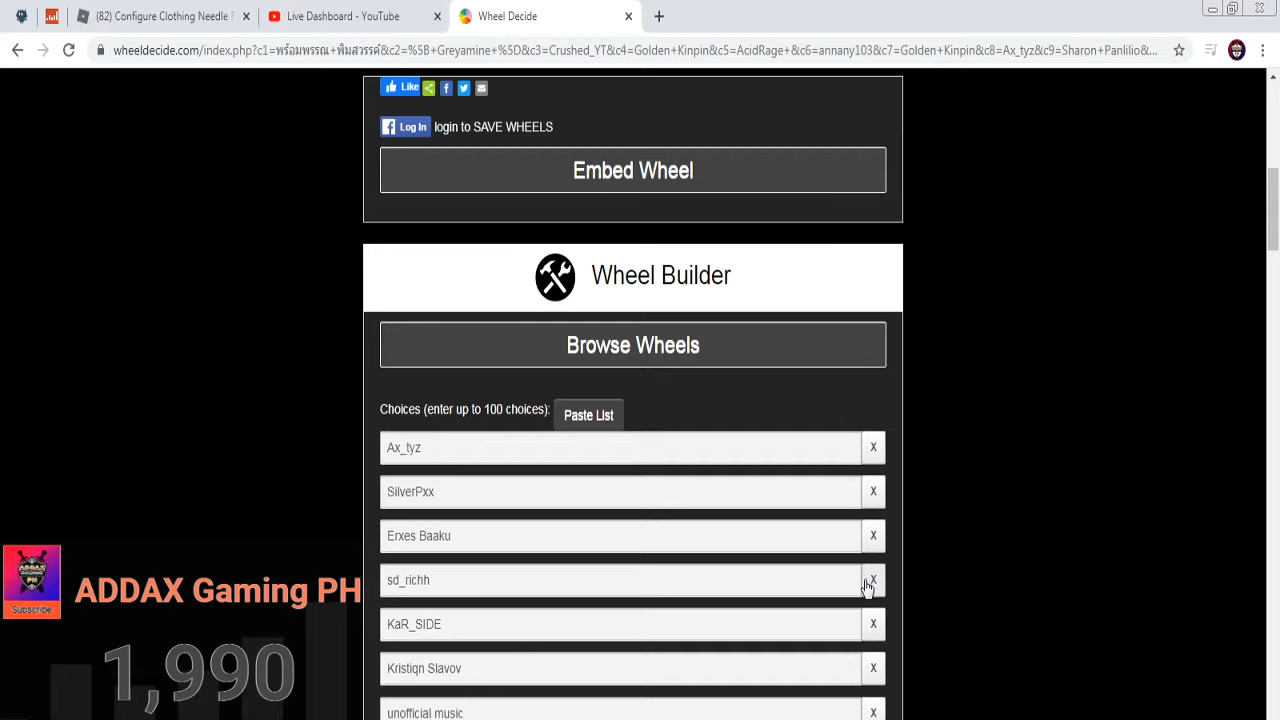 (82) Configure Clothing Needle F
Live Dashboard - YouTube
Wheel Decide
wheeldecide.com/index.php?c1=พร้อมพรรณ+พิมสวรรค์&c2=%5B+Greyamine+%5D&c3=Crushed_YT&c4=Golden+Kinpin&c5=AcidRage+&c6=annany103&c7=Golden+Kinpin&c8=Ax_tyz&c9=Sharon+Panlilio&...
Like
Log In login to SAVE WHEELS
Embed Wheel
Wheel Builder
Browse Wheels
Choices (enter up to 100 choices): Paste List
Ax_tyz X
SilverPxx X
Erxes Baaku X
sd_richh X
KaR_SIDE X
Kristiqn Slavov X
unofficial music X
ADDAX Gaming PH
Subscribe
1,990